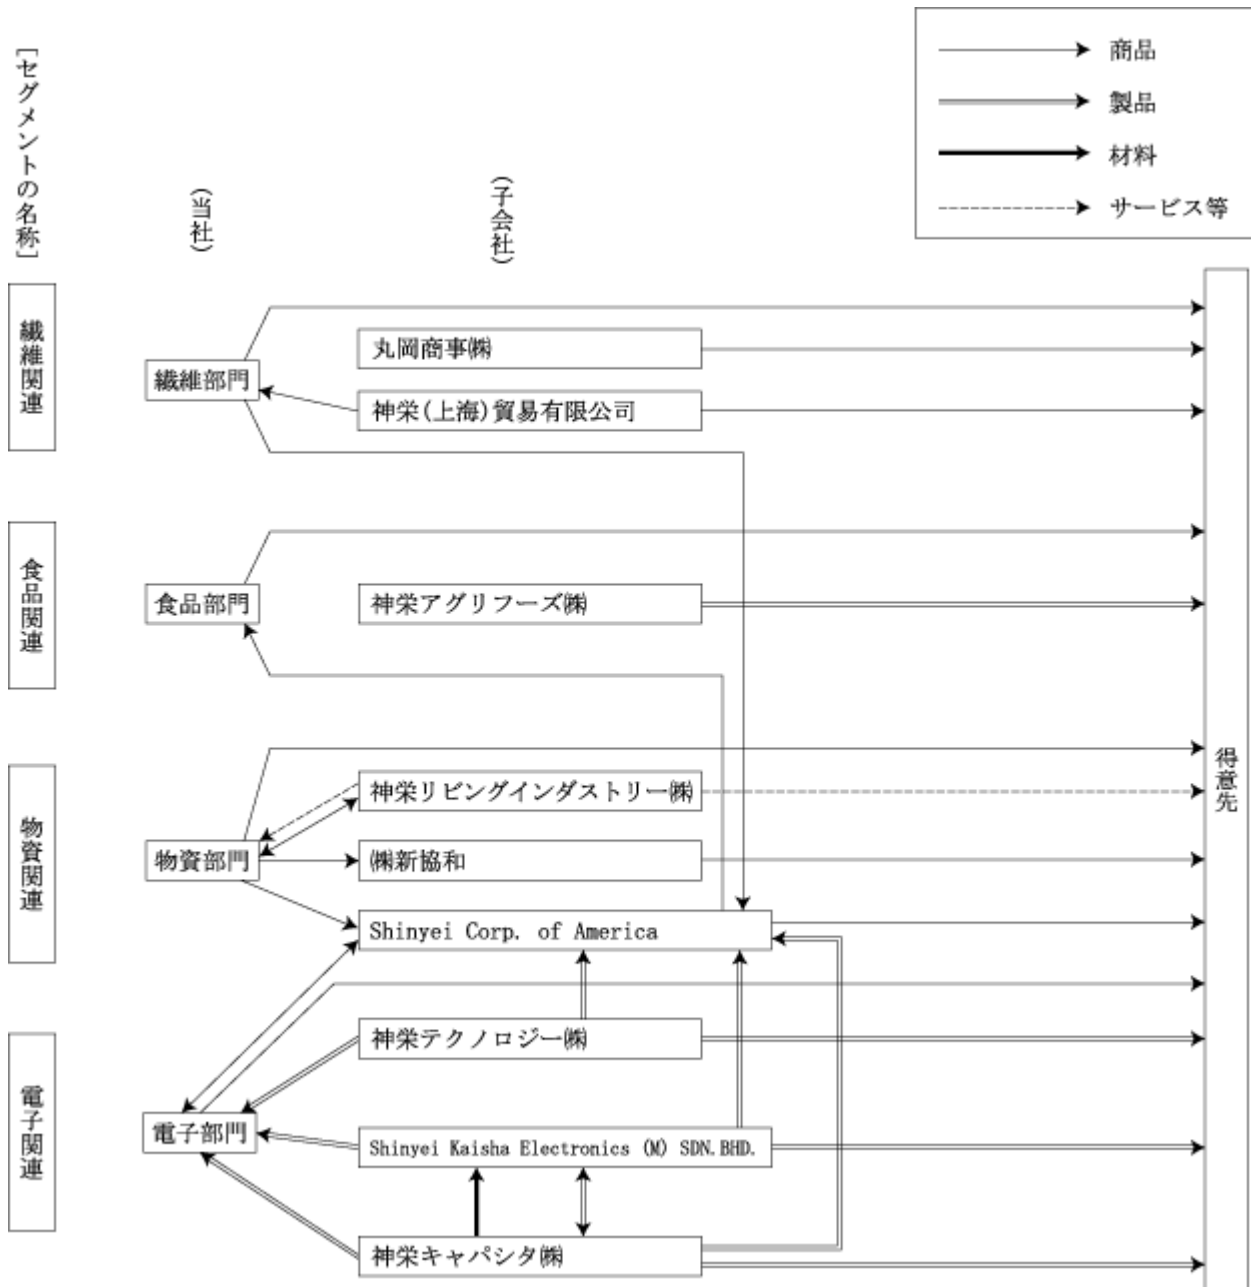 商品
製品
材料
サービス等
[セグメントの名称]
(当社)
(子会社)
繊維関連
繊維部門
丸岡商事㈱
神栄(上海)貿易有限公司
食品関連
食品部門
神栄アグリフーズ㈱
物資関連
物資部門
神栄リビングインダストリー㈱
㈱新協和
Shinyei Corp. of America
電子関連
電子部門
神栄テクノロジー㈱
Shinyei Kaisha Electronics (M) SDN.BHD.
神栄キャパシタ㈱
得意先